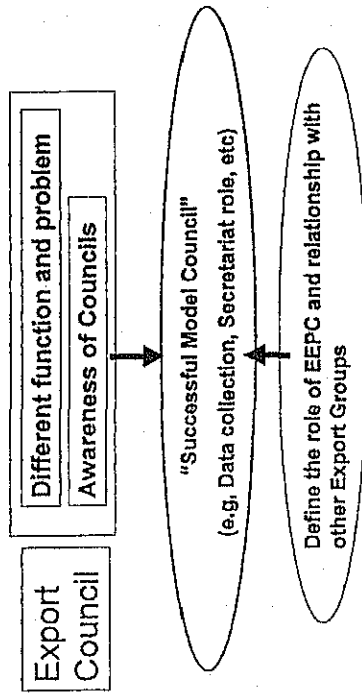 Export
Council
Different function and problem
Awareness of Councils
"Successful Model Council"
(e.g, Data collection, Secretariat role, etc)
Define the role of EEPC and relationship with
other Export Groups